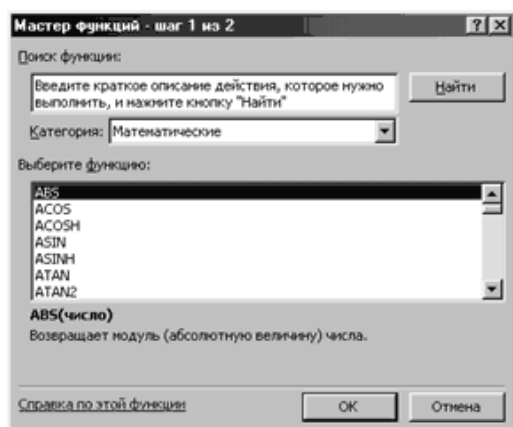 Мастер функций - шаг 1 из 2
Поиск функции:
Введите краткое описание действия, которое нужно
выполнить, и нажмите кнопку "Найти"
Найти
Категория: Математические
Выберите функцию:
ABS
ACOS
ACOSH
ASIN
ASINH
ATAN
ATAN2
ABS(число)
Возвращает модуль (абсолютную величину) числа.
Справка по этой функции
ОК
Отмена